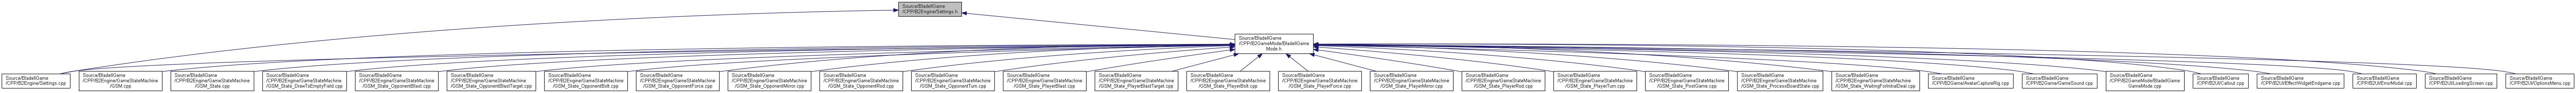 Source/BladeIIGame
/CPP/B2Engine/Settings.h
Source/BladeIIGame
/CPP/B2GameMode/BladeIIGame
Mode.h
Source/BladeIIGame
/CPP/B2Engine/Settings.cpp
Source/BladeIIGame
/CPP/B2Engine/GameStateMachine
/GSM.cpp
Source/BladeIIGame
/CPP/B2Engine/GameStateMachine
/GSM_State.cpp
Source/BladeIIGame
/CPP/B2Engine/GameStateMachine
/GSM_State_DrawToEmptyField.cpp
Source/BladeIIGame
/CPP/B2Engine/GameStateMachine
/GSM_State_OpponentBlast.cpp
Source/BladeIIGame
/CPP/B2Engine/GameStateMachine
/GSM_State_OpponentBlastTarget.cpp
Source/BladeIIGame
/CPP/B2Engine/GameStateMachine
/GSM_State_OpponentBolt.cpp
Source/BladeIIGame
/CPP/B2Engine/GameStateMachine
/GSM_State_OpponentForce.cpp
Source/BladeIIGame
/CPP/B2Engine/GameStateMachine
/GSM_State_OpponentMirror.cpp
Source/BladeIIGame
/CPP/B2Engine/GameStateMachine
/GSM_State_OpponentRod.cpp
Source/BladeIIGame
/CPP/B2Engine/GameStateMachine
/GSM_State_OpponentTurn.cpp
Source/BladeIIGame
/CPP/B2Engine/GameStateMachine
/GSM_State_PlayerBlast.cpp
Source/BladeIIGame
/CPP/B2Engine/GameStateMachine
/GSM_State_PlayerBlastTarget.cpp
Source/BladeIIGame
/CPP/B2Engine/GameStateMachine
/GSM_State_PlayerBolt.cpp
Source/BladeIIGame
/CPP/B2Engine/GameStateMachine
/GSM_State_PlayerForce.cpp
Source/BladeIIGame
/CPP/B2Engine/GameStateMachine
/GSM_State_PlayerMirror.cpp
Source/BladeIIGame
/CPP/B2Engine/GameStateMachine
/GSM_State_PlayerRod.cpp
Source/BladeIIGame
/CPP/B2Engine/GameStateMachine
/GSM_State_PlayerTurn.cpp
Source/BladeIIGame
/CPP/B2Engine/GameStateMachine
/GSM_State_PostGame.cpp
Source/BladeIIGame
/CPP/B2Engine/GameStateMachine
/GSM_State_ProcessBoardState.cpp
Source/BladeIIGame
/CPP/B2Engine/GameStateMachine
/GSM_State_WaitingForInitialDeal.cpp
Source/BladeIIGame
/CPP/B2Game/AvatarCaptureRig.cpp
Source/BladeIIGame
/CPP/B2Game/GameSound.cpp
Source/BladeIIGame
/CPP/B2GameMode/BladeIIGame
GameMode.cpp
Source/BladeIIGame
/CPP/B2UI/Callout.cpp
Source/BladeIIGame
/CPP/B2UI/EffectWidgetEndgame.cpp
Source/BladeIIGame
/CPP/B2UI/ErrorModal.cpp
Source/BladeIIGame
/CPP/B2UI/LoadingScreen.cpp
Source/BladeIIGame
/CPP/B2UI/OptionsMenu.cpp